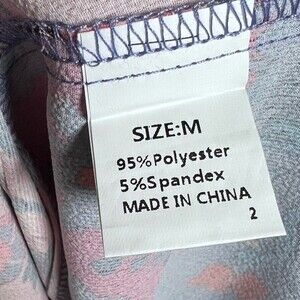 SIZE:M
95%Polyester
5%Spandex
MADE IN CHINA
2